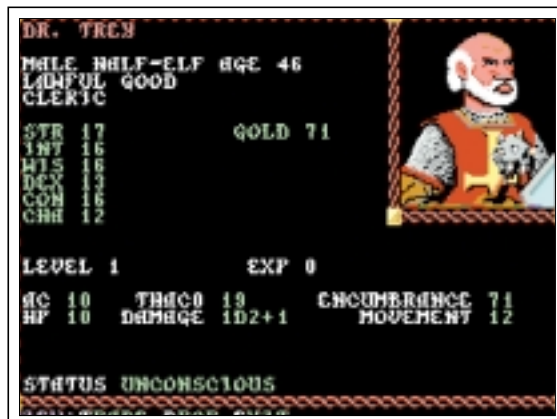 DR. TREY
MALE HALF-ELF AGE 46
LAWFUL GOOD
CLERIC
STR 17 GOLD 71
INT 16
WIS 16
DEX 13
CON 16
CHA 12
LEVEL 1 EXP 0
AC 10 THAC0 19 ENCUMBRANCE 71
HP 10 DAMAGE 1D2+1 MOVEMENT 12
STATUS UNCONSCIOUS